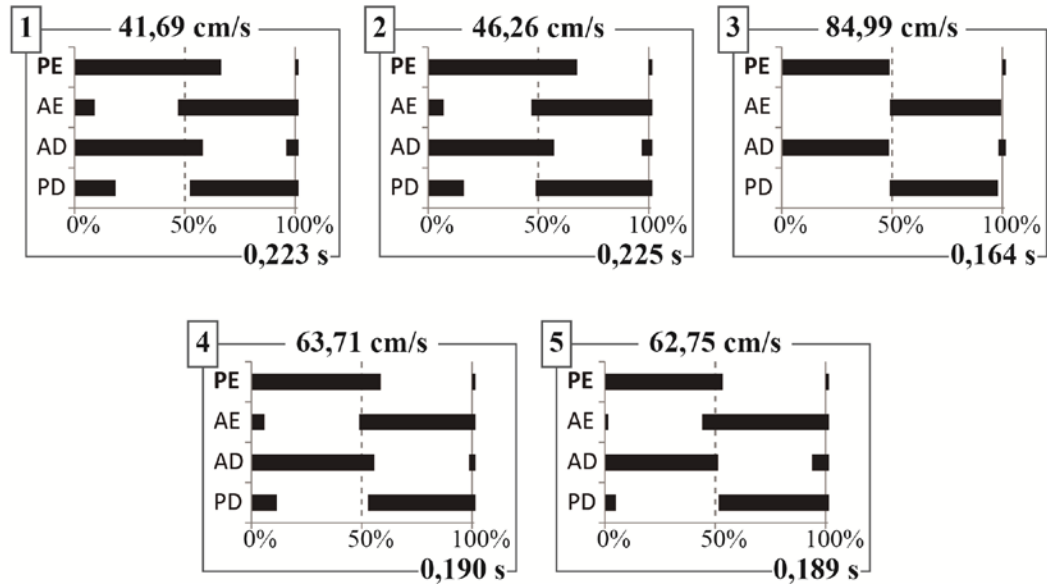 1 41,69 cm/s
PE
AE
AD
PD
0% 50% 100%
0,223 s
2 46,26 cm/s
PE
AE
AD
PD
0% 50% 100%
0,225 s
3 84,99 cm/s
PE
AE
AD
PD
0% 50% 100%
0,164 s
4 63,71 cm/s
PE
AE
AD
PD
0% 50% 100%
0,190 s
5 62,75 cm/s
PE
AE
AD
PD
0% 50% 100%
0,189 s